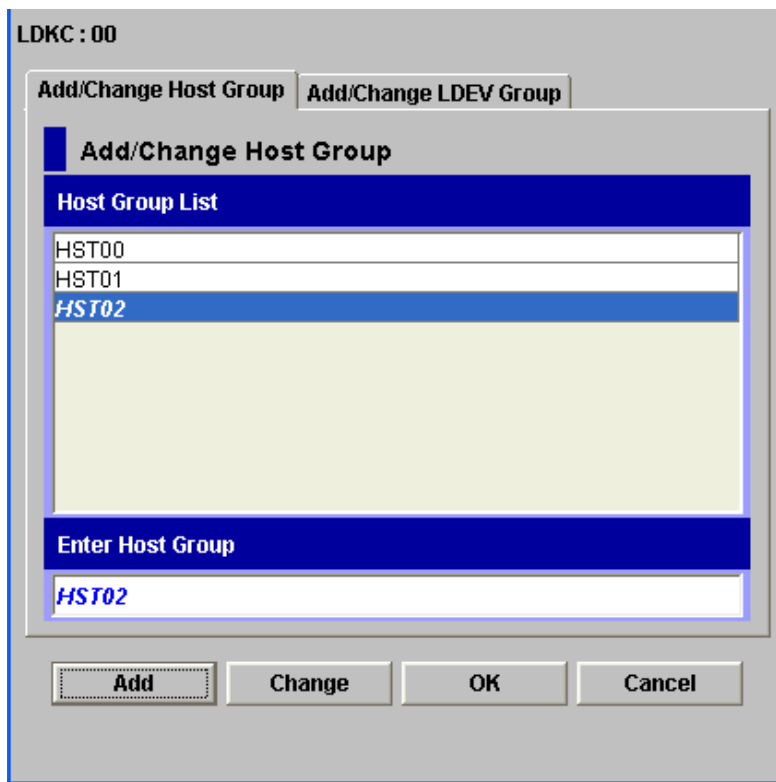 LDKC : 00
Add/Change Host Group
Add/Change LDEV Group
Add/Change Host Group
Host Group List
HST00
HST01
HST02
Enter Host Group
HST02
Add
Change
OK
Cancel